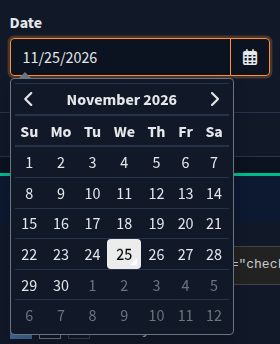 Date
11/25/2026
November 2026
Su Mo Tu We Th Fr Sa
1 2 3 4 5 6 7
8 9 10 11 12 13 14
15 16 17 18 19 20 21
22 23 24 25 26 27 28
="chec
29 30 1 2 3 4 5
6 7 8 9 10 11 12